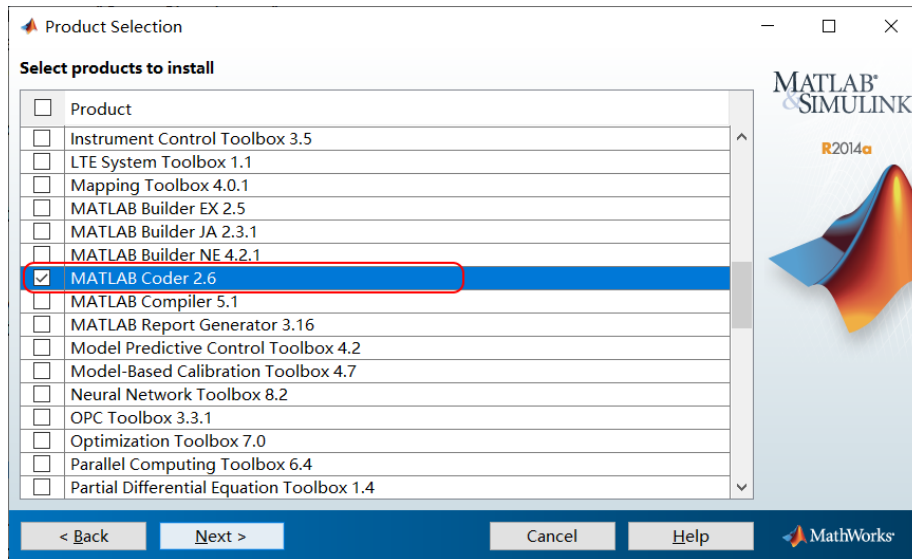 Product Selection
Select products to install
Product
Instrument Control Toolbox 3.5
LTE System Toolbox 1.1
Mapping Toolbox 4.0.1
MATLAB Builder EX 2.5
MATLAB Builder JA 2.3.1
MATLAB Builder NE 4.2.1
MATLAB Coder 2.6
MATLAB Compiler 5.1
MATLAB Report Generator 3.16
Model Predictive Control Toolbox 4.2
Model-Based Calibration Toolbox 4.7
Neural Network Toolbox 8.2
OPC Toolbox 3.3.1
Optimization Toolbox 7.0
Parallel Computing Toolbox 6.4
Partial Differential Equation Toolbox 1.4
MATLAB®
&SIMULINK
R2014a
< Back
Next >
Cancel
Help
MathWorks®